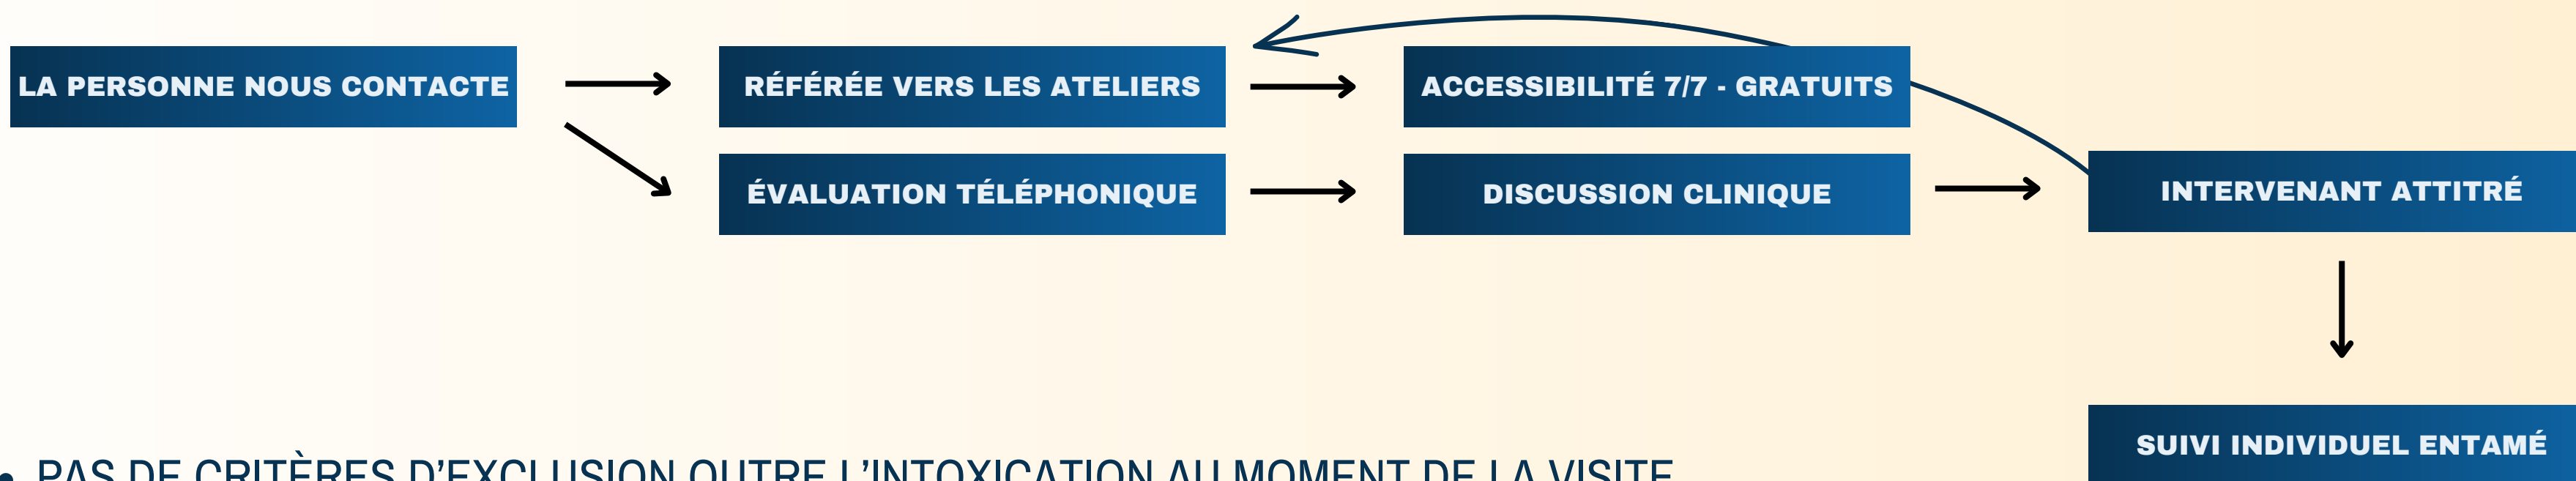 LA PERSONNE NOUS CONTACTE
RÉFÉRÉE VERS LES ATELIERS
ACCESSIBILITÉ 7/7 - GRATUITS
ÉVALUATION TÉLÉPHONIQUE
DISCUSSION CLINIQUE
INTERVENANT ATTITRÉ
SUIVI INDIVIDUEL ENTAMÉ
• PAS DE CRITÈRES D’EXCLUSION OUTRE L’INTOXICATION AU MOMENT DE LA VISITE